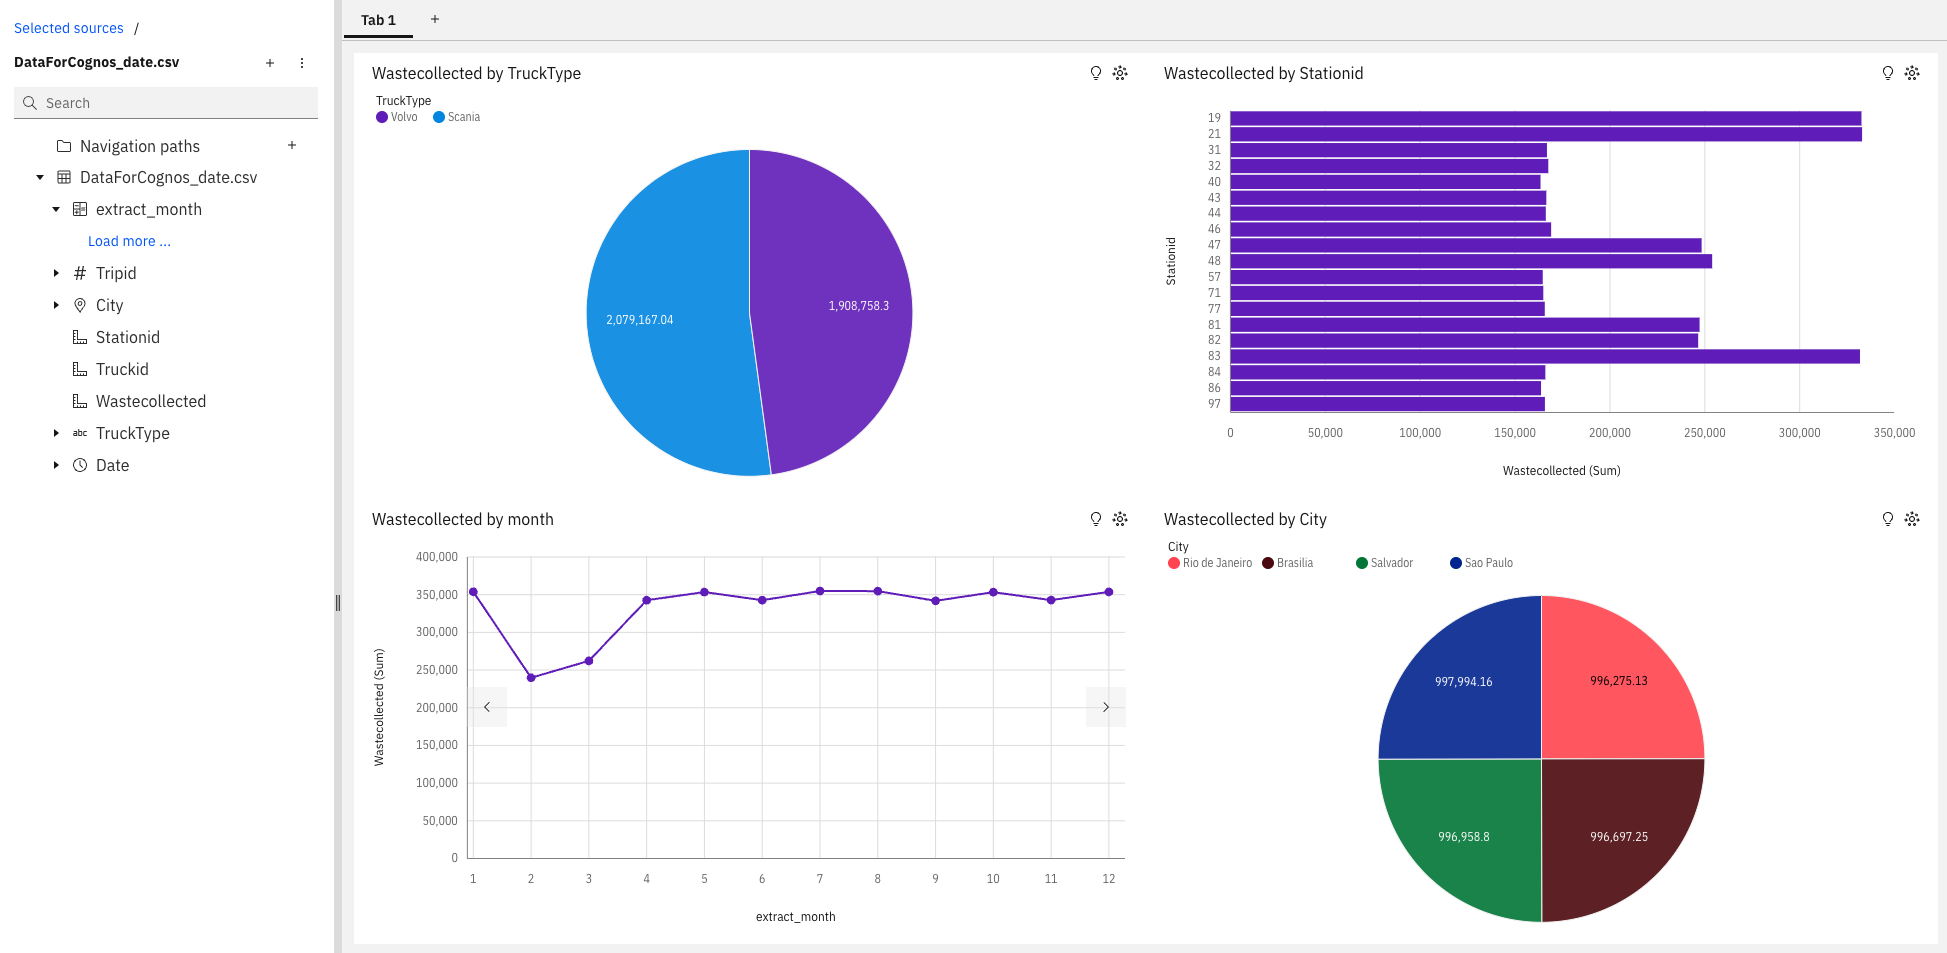 Selected sources /
DataForCognos_date.csv
Search
Navigation paths
DataForCognos_date.csv
extract_month
Load more ...
Tripid
City
Stationid
Truckid
Wastecollected
abc TruckType
Date
Tab 1
Wastecollected by TruckType
TruckType
Volvo Scania
2,079,167.04
1,908,758.3
Wastecollected by Stationid
Stationid
19
21
31
32
40
43
44
46
47
48
57
71
77
81
82
83
84
86
97
0 50,000 100,000 150,000 200,000 250,000 300,000 350,000
Wastecollected (Sum)
Wastecollected by month
Wastecollected (Sum)
400,000
350,000
300,000
250,000
200,000
150,000
100,000
50,000
0
1 2 3 4 5 6 7 8 9 10 11 12
extract_month
Wastecollected by City
City
Rio de Janeiro Brasilia Salvador Sao Paulo
997,994.16
996,275.13
996,958.8
996,697.25